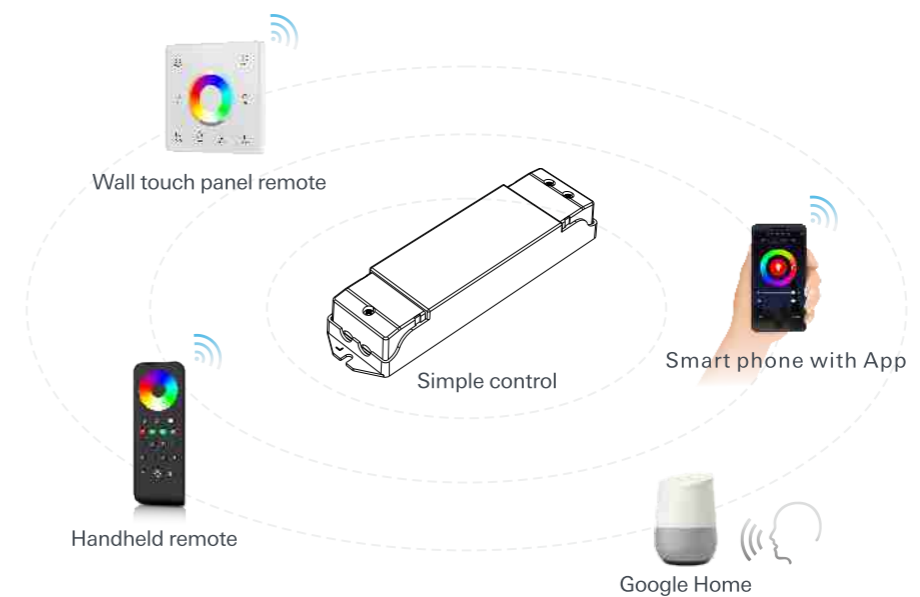 Wall touch panel remote
Simple control
Smart phone with App
Handheld remote
Google Home